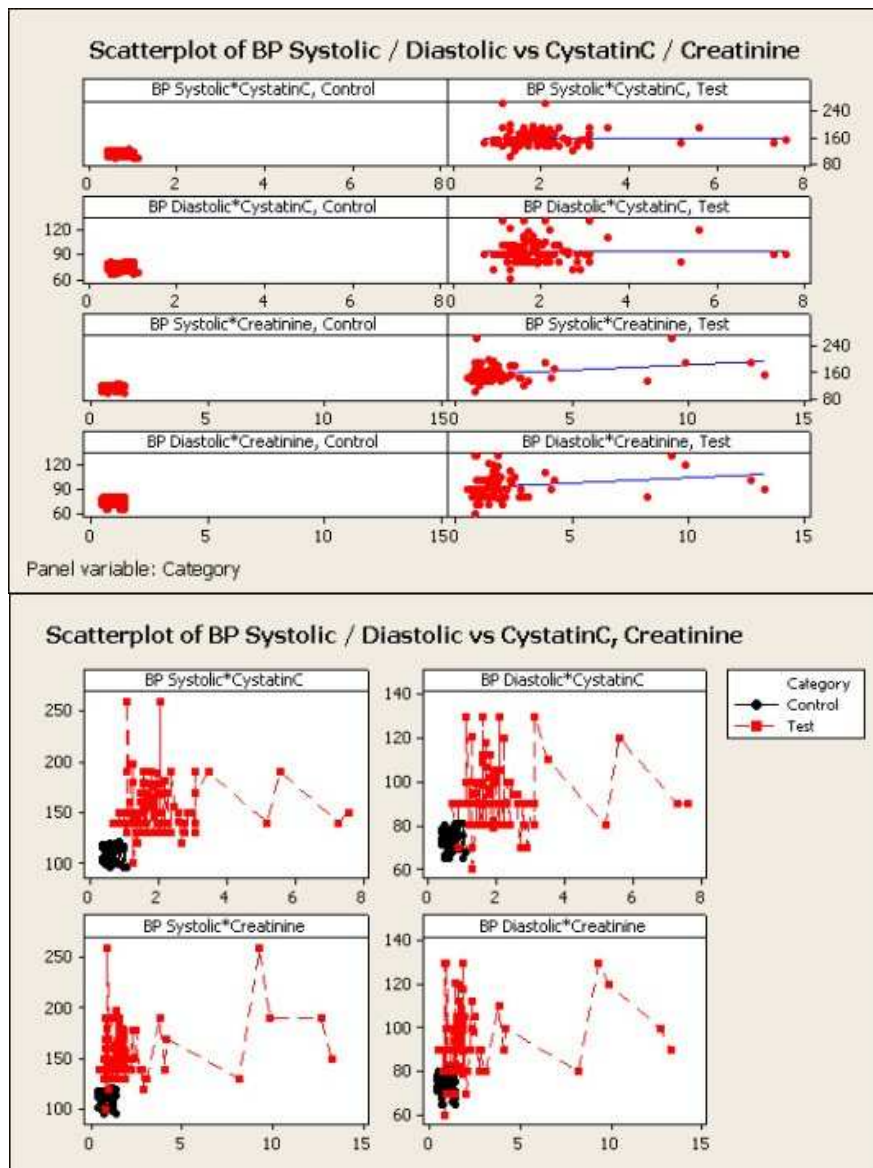 Scatterplot of BP Systolic / Diastolic vs CystatinC / Creatinine
BP Systolic*CystatinC, Control
BP Systolic*CystatinC, Test
240
160
80
0 2 4 6 8
0 2 4 6 8
BP Diastolic*CystatinC, Control
BP Diastolic*CystatinC, Test
120
90
60
0 2 4 6 8
0 2 4 6 8
BP Systolic*Creatinine, Control
BP Systolic*Creatinine, Test
240
160
80
0 5 10 15
0 5 10 15
BP Diastolic*Creatinine, Control
BP Diastolic*Creatinine, Test
120
90
60
0 5 10 15
0 5 10 15
Panel variable: Category
Scatterplot of BP Systolic / Diastolic vs CystatinC, Creatinine
BP Systolic*CystatinC
250
200
150
100
0 2 4 6 8
BP Diastolic*CystatinC
140
120
100
80
60
0 2 4 6 8
Category
Control
Test
BP Systolic*Creatinine
250
200
150
100
0 5 10 15
BP Diastolic*Creatinine
140
120
100
80
60
0 5 10 15